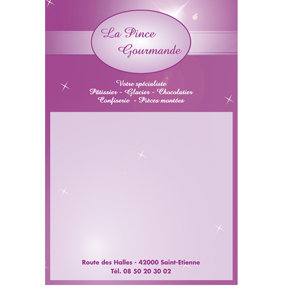 La Pince
Gourmande
Votre spécialiste
Pâtissier - Glacier - Chocolatier
Confiserie - Pièces montées
Route des Halles - 42000 Saint-Etienne
Tél. 08 50 20 30 02